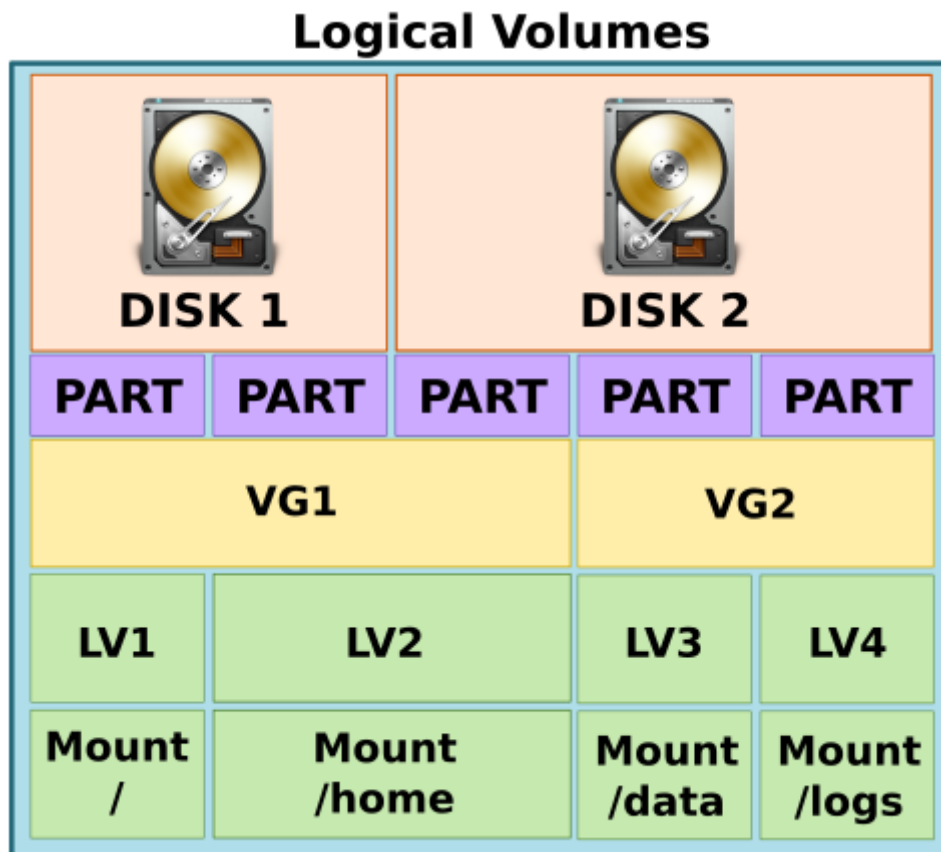 Logical Volumes
DISK 1
DISK 2
PART
PART
PART
PART
PART
VG1
VG2
LV1
LV2
LV3
LV4
Mount
/
Mount
/home
Mount
/data
Mount
/logs